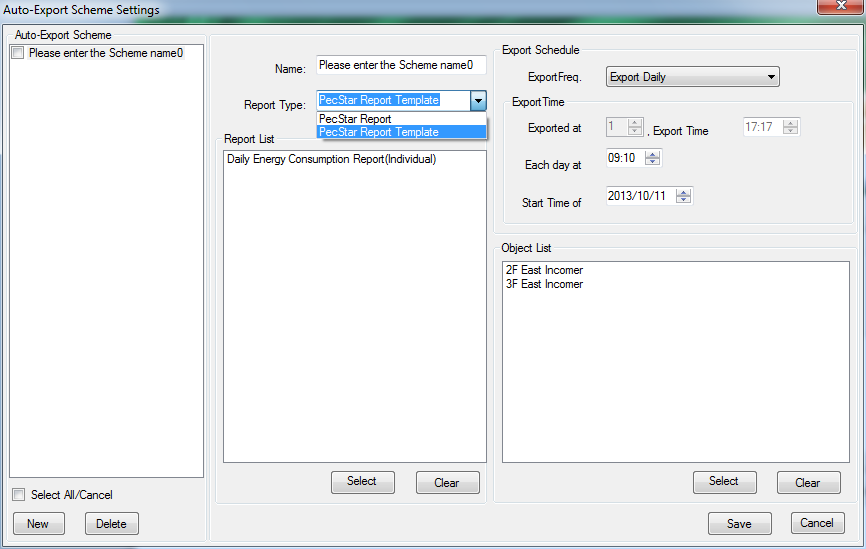 Auto-Export Scheme Settings
Auto-Export Scheme
Please enter the Scheme name0
Select All/Cancel
New
Delete
Name:
Please enter the Scheme name0
Report Type:
PecStar Report Template
PecStar Report
PecStar Report Template
Report List
Daily Energy Consumption Report(Individual)
Select
Clear
Export Schedule
ExportFreq.
Export Daily
ExportTime
Exported at
1
, Export Time
17:17
Each day at
09:10
Start Time of
2013/10/11
Object List
2F East Incomer
3F East Incomer
Select
Clear
Save
Cancel